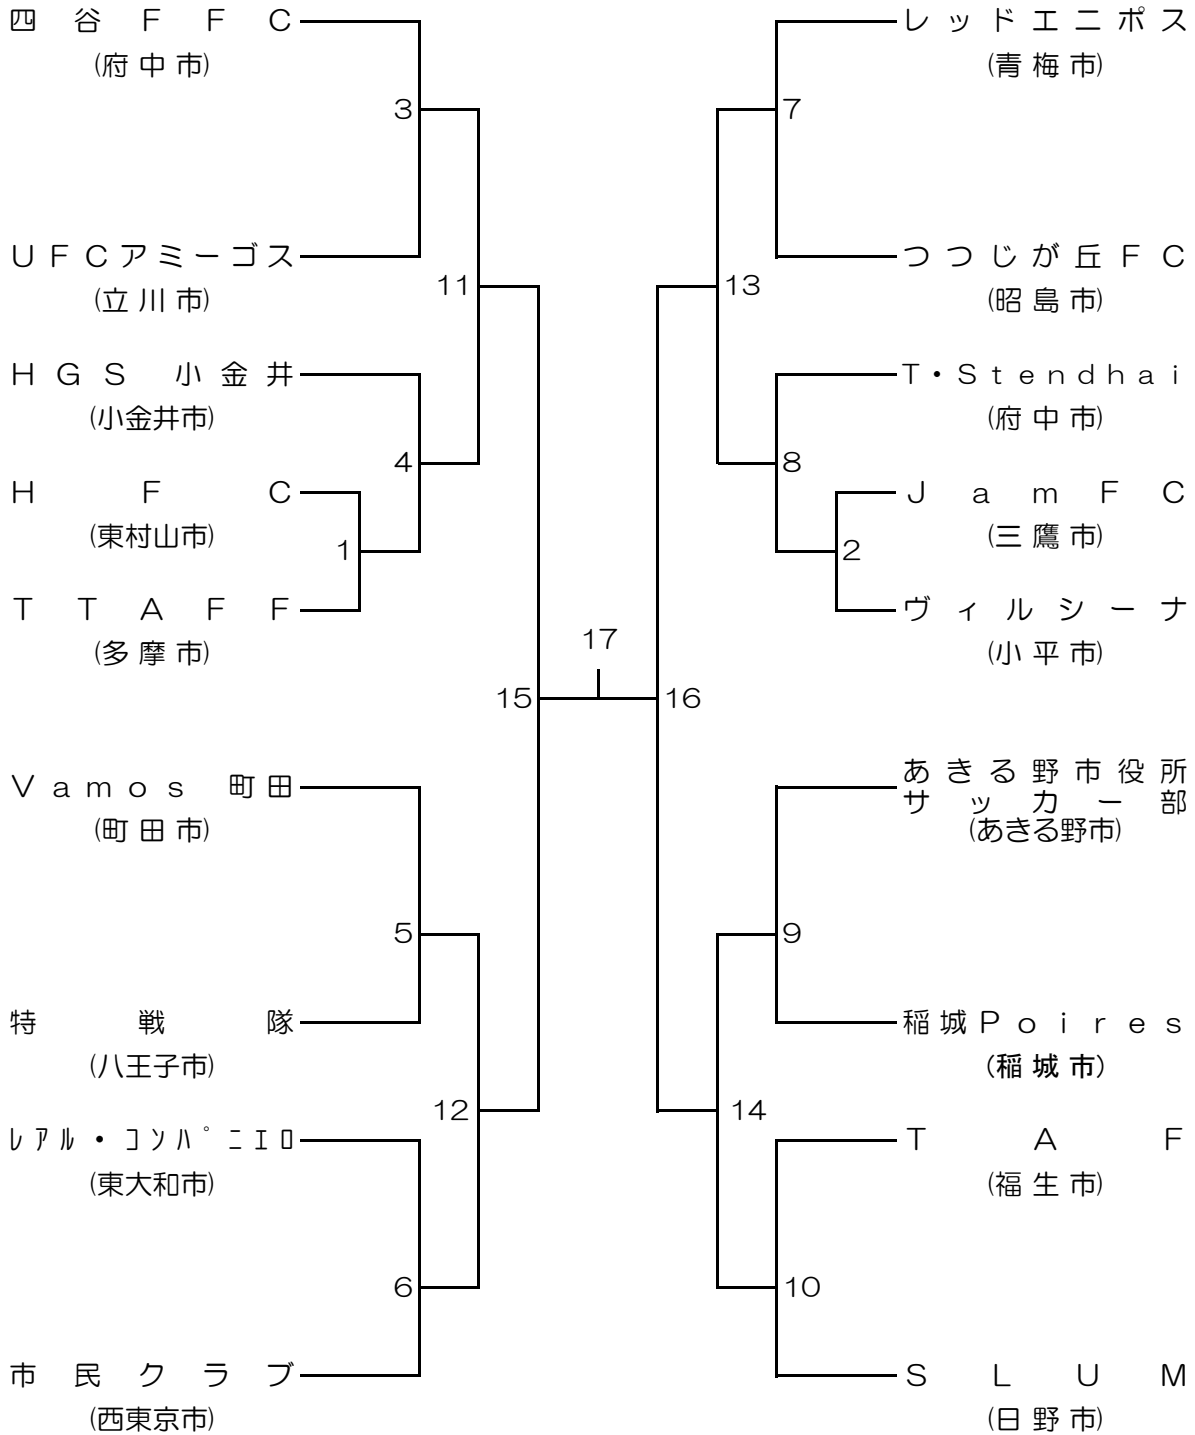 四谷ＦＦＣ
(府中市)
3
ＵＦＣアミーゴス
(立川市)
11
ＨＧＳ 小金井
(小金井市)
4
ＨＦＣ
(東村山市)
1
ＴＴＡＦＦ
(多摩市)
15
Ｖａｍｏｓ 町田
(町田市)
5
特戦隊
(八王子市)
12
ﾚｱﾙ・ｺﾝﾊﾟﾆｴﾛ
(東大和市)
6
市民クラブ
(西東京市)
17
レッドエニポス
(青梅市)
7
つつじが丘ＦＣ
(昭島市)
13
Ｔ・Ｓｔｅｎｄｈａｉ
(府中市)
8
ＪａｍＦＣ
(三鷹市)
2
ヴィルシーナ
(小平市)
16
あきる野市役所
サッカー部
(あきる野市)
9
稲城Ｐｏｉｒｅｓ
(稲城市)
14
ＴＡＦ
(福生市)
10
ＳＬＵＭ
(日野市)